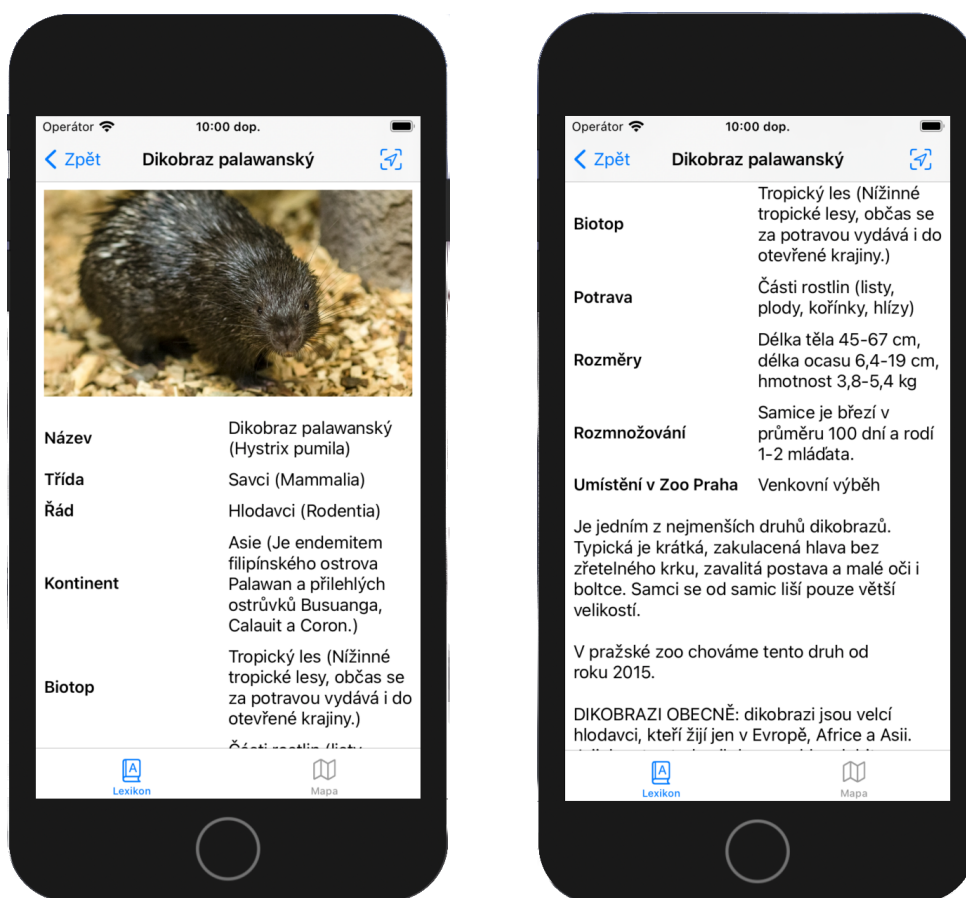 Operátor
10:00 dop.
Zpět
Dikobraz palawanský
Název
Dikobraz palawanský
(Hystrix pumila)
Třída
Savci (Mammalia)
Řád
Hlodavci (Rodentia)
Kontinent
Asie (Je endemitem
filipínského ostrova
Palawan a přilehlých
ostrůvků Busuanga,
Calauit a Coron.)
Biotop
Tropický les (Nížinné
tropické lesy, občas se
za potravou vydává i do
otevřené krajiny.)
Části rostlin (listy,
Lexikon
Mapa
Operátor
10:00 dop.
Zpět
Dikobraz palawanský
Biotop
Tropický les (Nížinné
tropické lesy, občas se
za potravou vydává i do
otevřené krajiny.)
Potrava
Části rostlin (listy,
plody, kořínky, hlízy)
Rozměry
Délka těla 45-67 cm,
délka ocasu 6,4-19 cm,
hmotnost 3,8-5,4 kg
Rozmnožování
Samice je březí v
průměru 100 dní a rodí
1-2 mláďata.
Umístění v Zoo Praha
Venkovní výběh
Je jedním z nejmenších druhů dikobrazů.
Typická je krátká, zakulacená hlava bez
zřetelného krku, zavalitá postava a malé oči i
boltce. Samci se od samic liší pouze větší
velikostí.
V pražské zoo chováme tento druh od
roku 2015.
DIKOBRAZI OBECNĚ: dikobrazi jsou velcí
hlodavci, kteří žijí jen v Evropě, Africe a Asii.
Lexikon
Mapa